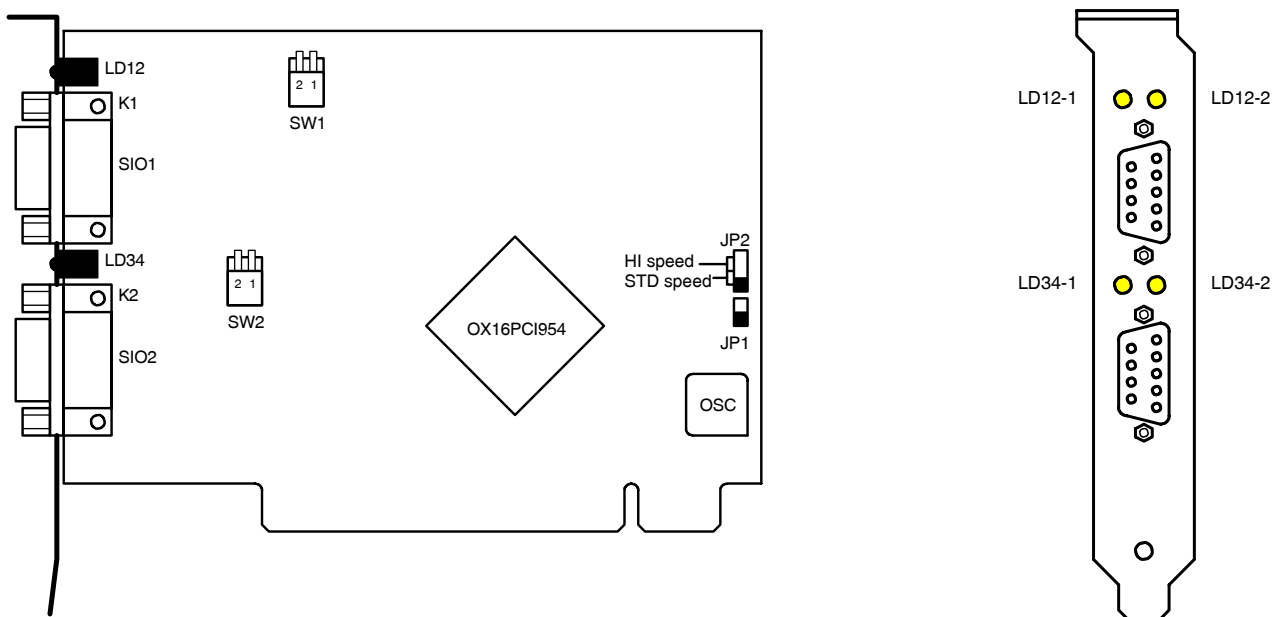 LD12
K1
SIO1
LD34
K2
SIO2
2 1
SW1
2 1
SW2
OX16PCI954
JP2
HI speed
STD speed
JP1
OSC
LD12-1
LD12-2
LD34-1
LD34-2